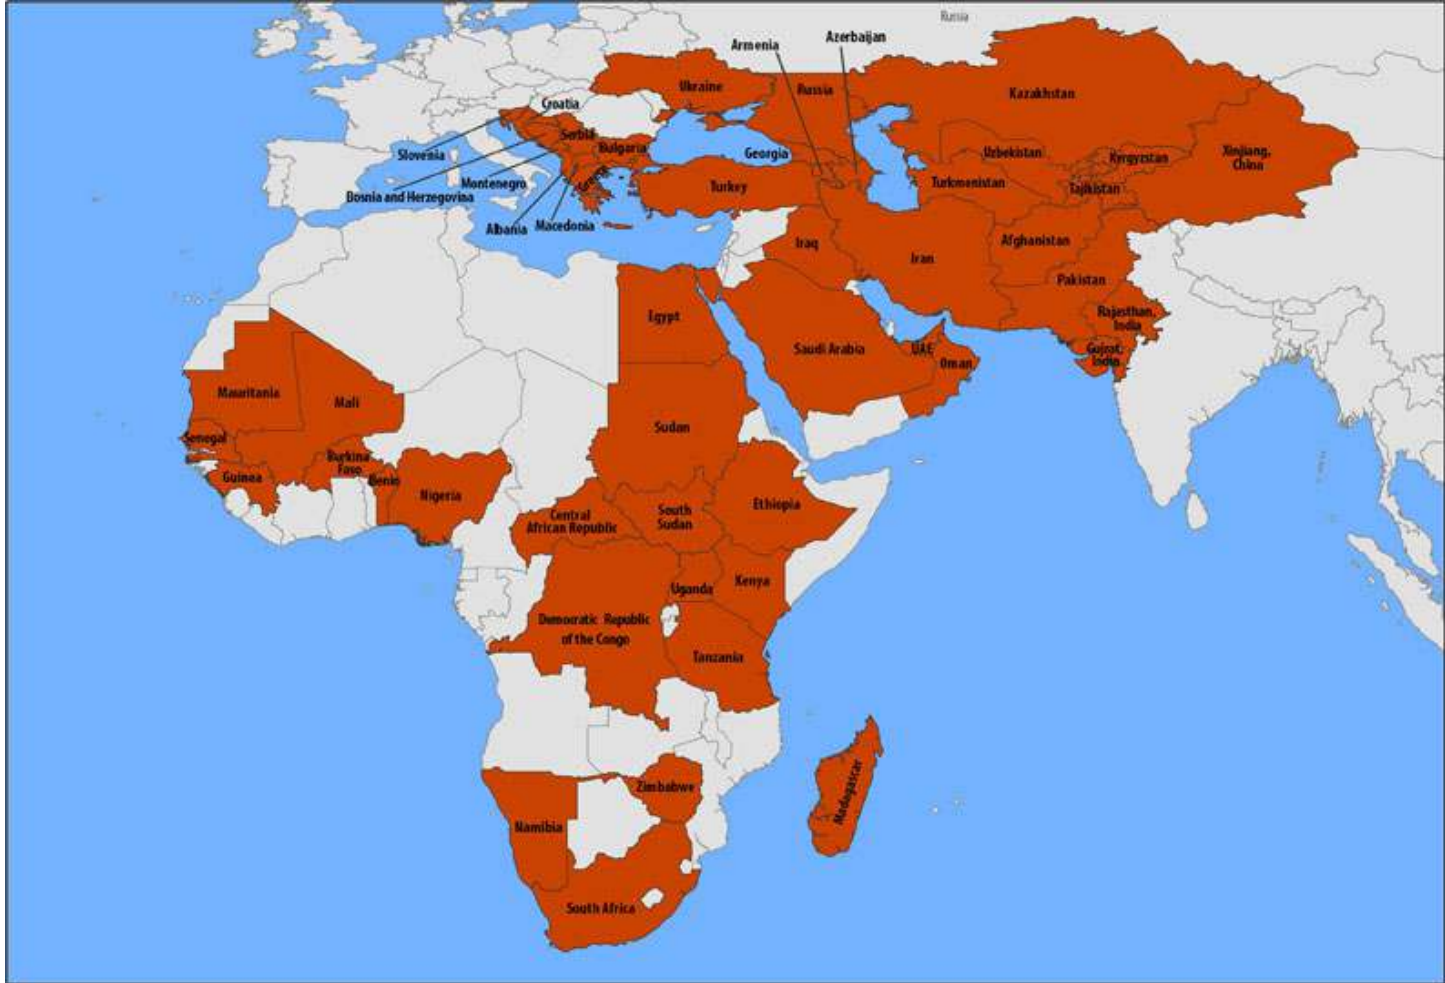 Russia
Armenia
Azerbaijan
Ukraine
Russia
Kazakhstan
Croatia
Serbia
Slovenia
Bulgaria
Georgia
Uzbekistan
Kyrgyzstan
Xinjiang,
China
Bosnia and Herzegovina
Montenegro
Greece
Turkey
Turkmenistan
Tajikistan
Albania
Macedonia
Iraq
Iran
Afghanistan
Pakistan
Egypt
Saudi Arabia
UAE
Oman
Rajasthan,
India
Gujrat,
India
Mauritania
Mali
Sudan
Senegal
Guinea
Burkina
Faso
Benin
Nigeria
Central
African Republic
South
Sudan
Ethiopia
Uganda
Kenya
Democratic Republic
of the Congo
Tanzania
Zimbabwe
Madagascar
Namibia
South Africa